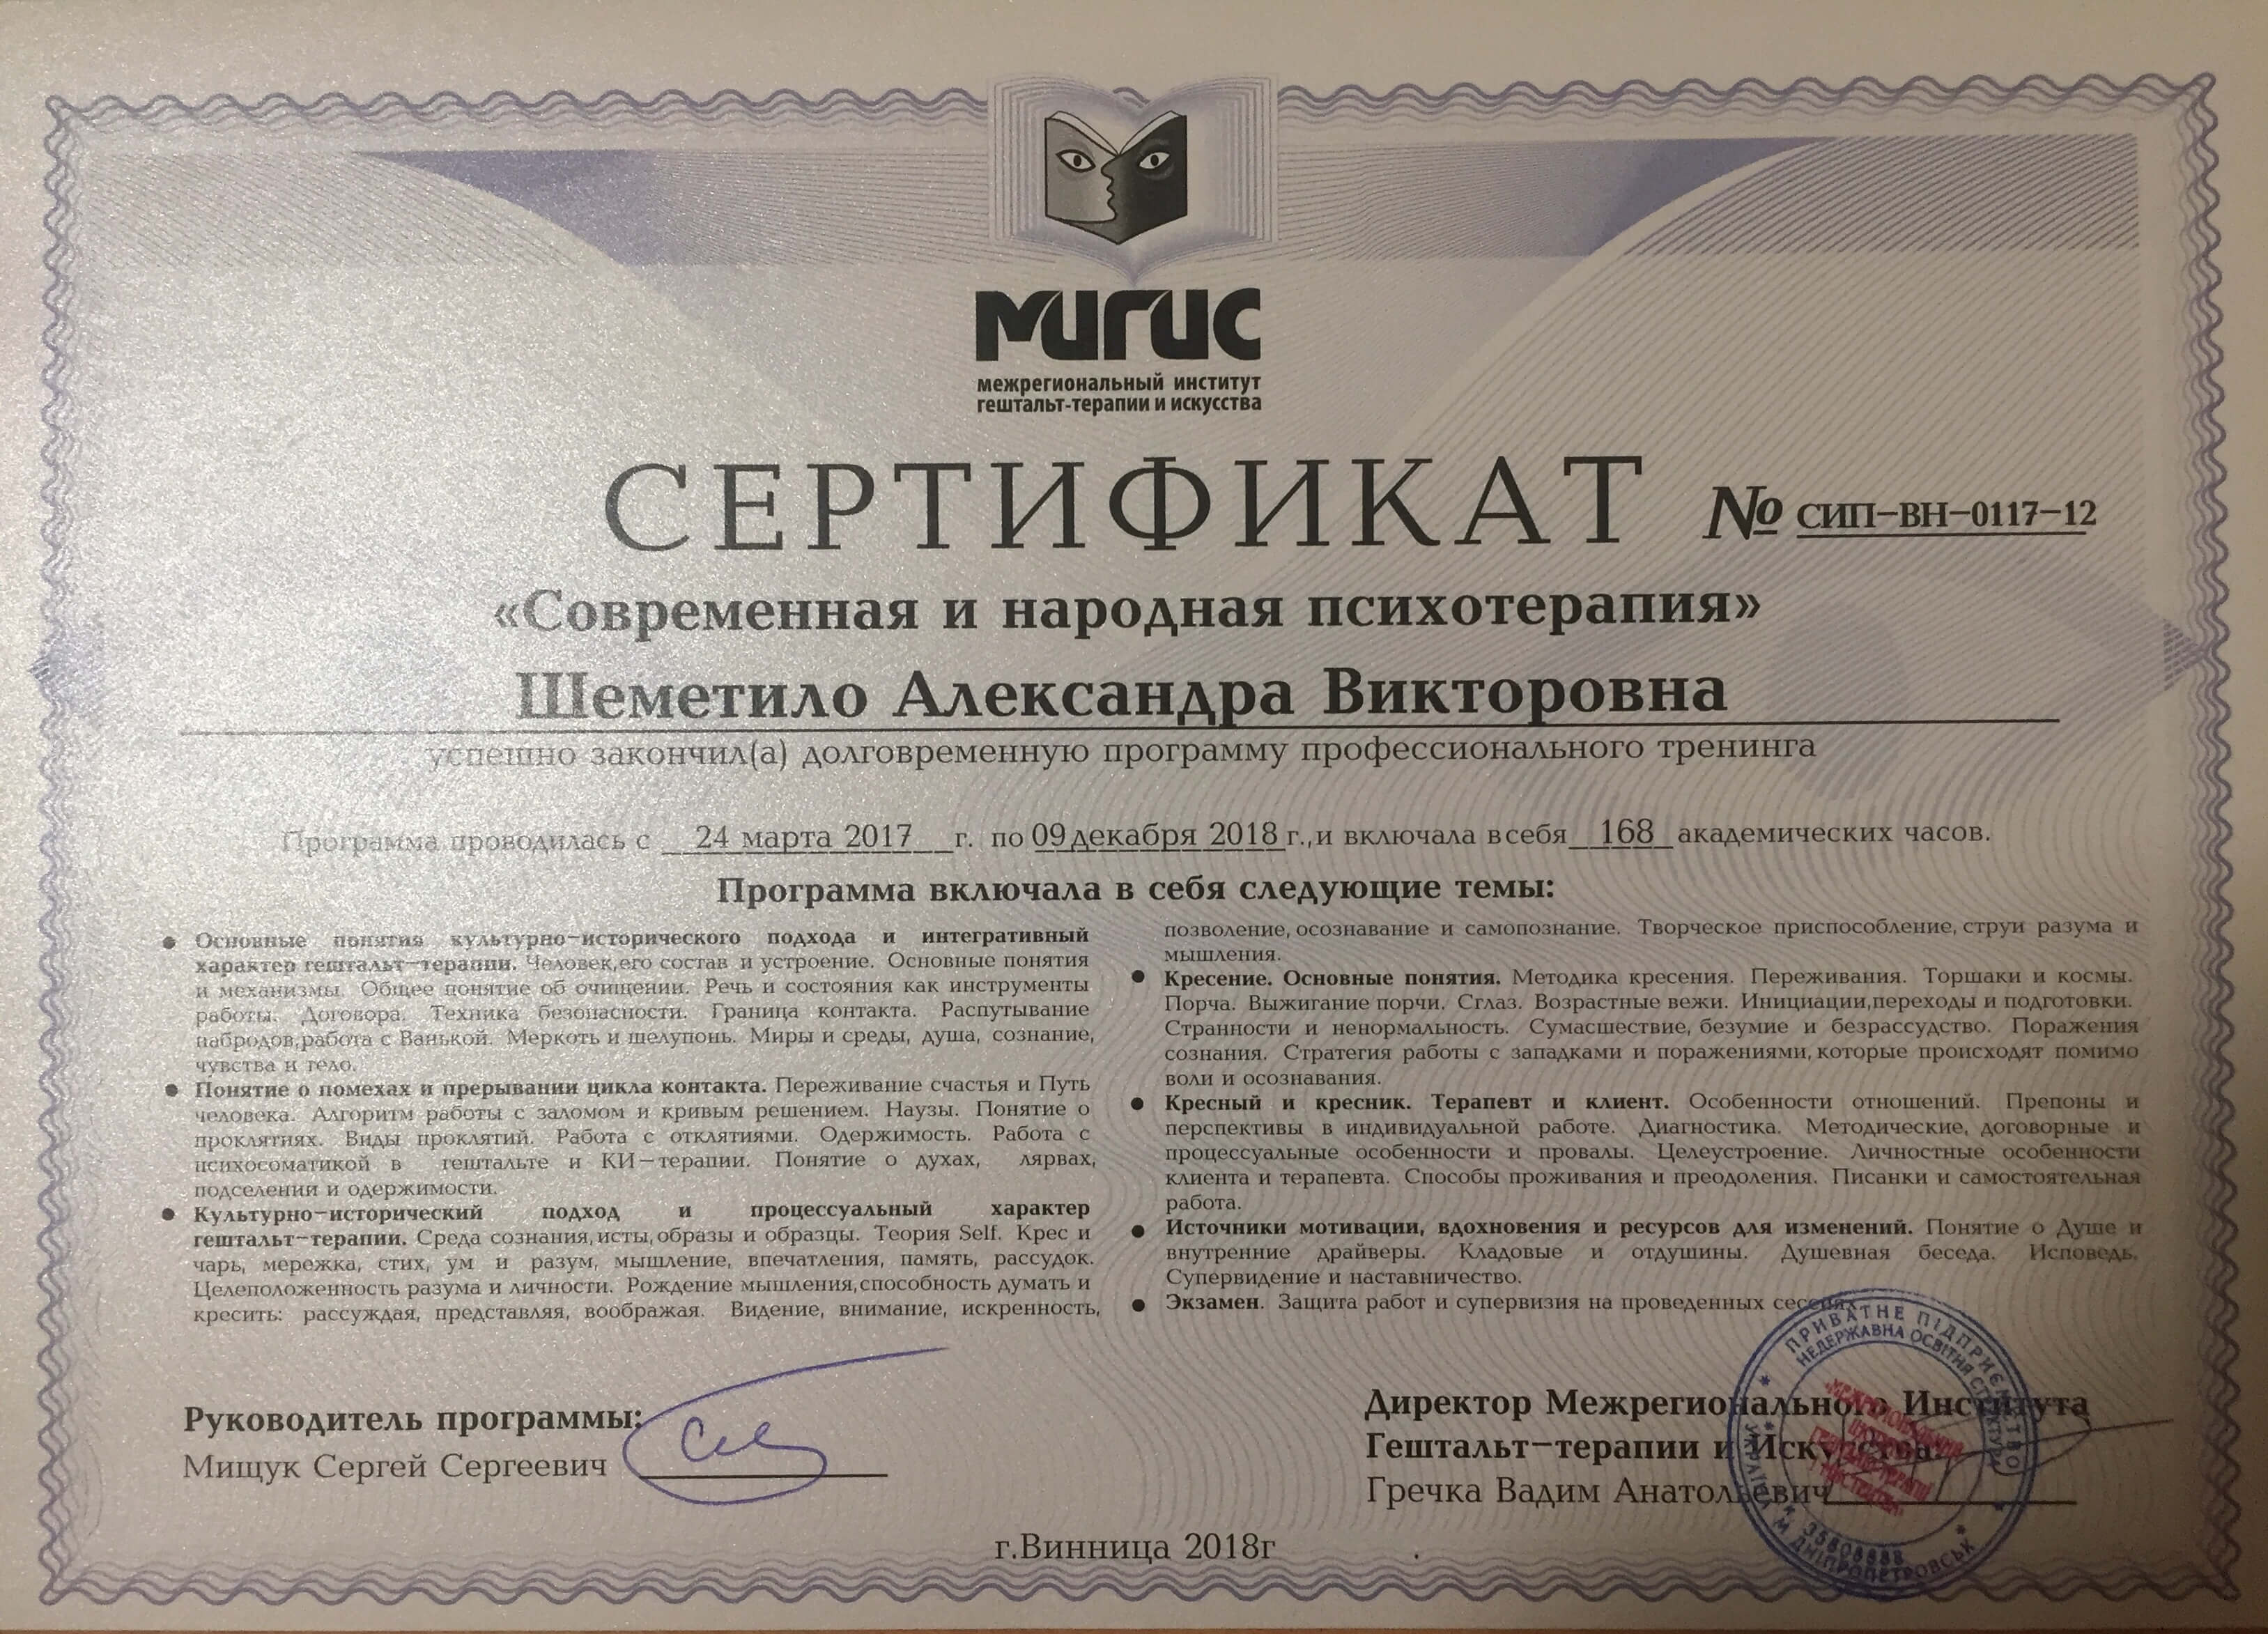 МИГИС
межрегиональный институт
гештальт-терапии и искусства
СЕРТИФИКАТ № СИП-ВН-0117-12
«Современная и народная психотерапия»
Шеметило Александра Викторовна
успешно закончил(а) долговременную программу профессионального тренинга
Программа проводилась с 24 марта 2017 г. по 09 декабря 2018 г., и включала в себя 168 академических часов.
Программа включала в себя следующие темы:
● Основные понятия культурно-исторического подхода и интегративный
характер гештальт-терапии. Человек,его состав и устроение. Основные понятия
и механизмы. Общее понятие об очищении. Речь и состояния как инструменты
работы. Договора. Техника безопасности. Граница контакта. Распутывание
набродов,работа с Ванькой. Меркоть и шелупонь. Миры и среды, душа, сознание,
чувства и тело.
● Понятие о помехах и прерывании цикла контакта. Переживание счастья и Путь
человека. Алгоритм работы с заломом и кривым решением. Наузы. Понятие о
проклятиях. Виды проклятий. Работа с отклятиями. Одержимость. Работа с
психосоматикой в гештальте и КИ-терапии. Понятие о духах, лярвах,
подселении и одержимости.
● Культурно-исторический подход и процессуальный характер
гештальт-терапии. Среда сознания,исты,образы и образцы. Теория Self. Крес и
чарь, мережка, стих, ум и разум, мышление, впечатления, память, рассудок.
Целеположенность разума и личности. Рождение мышления,способность думать и
кресить: рассуждая, представляя, воображая. Видение, внимание, искренность,
позволение, осознавание и самопознание. Творческое приспособление, струи разума и
мышления.
● Кресение. Основные понятия. Методика кресения. Переживания. Торшаки и космы.
Порча. Выжигание порчи. Сглаз. Возрастные вежи. Инициации,переходы и подготовки.
Странности и ненормальность. Сумасшествие, безумие и безрассудство. Поражения
сознания. Стратегия работы с западками и поражениями, которые происходят помимо
воли и осознавания.
● Кресный и кресник. Терапевт и клиент. Особенности отношений. Препоны и
перспективы в индивидуальной работе. Диагностика. Методические, договорные и
процессуальные особенности и провалы. Целеустроение. Личностные особенности
клиента и терапевта. Способы проживания и преодоления. Писанки и самостоятельная
работа.
● Источники мотивации, вдохновения и ресурсов для изменений. Понятие о Душе и
внутренние драйверы. Кладовые и отдушины. Душевная беседа. Исповедь.
Супервидение и наставничество.
● Экзамен. Защита работ и супервизия на проведенных сессиях.
Руководитель программы:
Мищук Сергей Сергеевич
Директор Межрегионального Института
Гештальт-терапии и Искусства:
Гречка Вадим Анатольевич
ПРИВАТНЕ ПІДПРИЄМСТВО
НЕДЕРЖАВНА ОСВІТНЯ СТРУКТУРА
УКРАЇНА М. ДНІПРОПЕТРОВСЬК
35808888
г.Винница 2018г